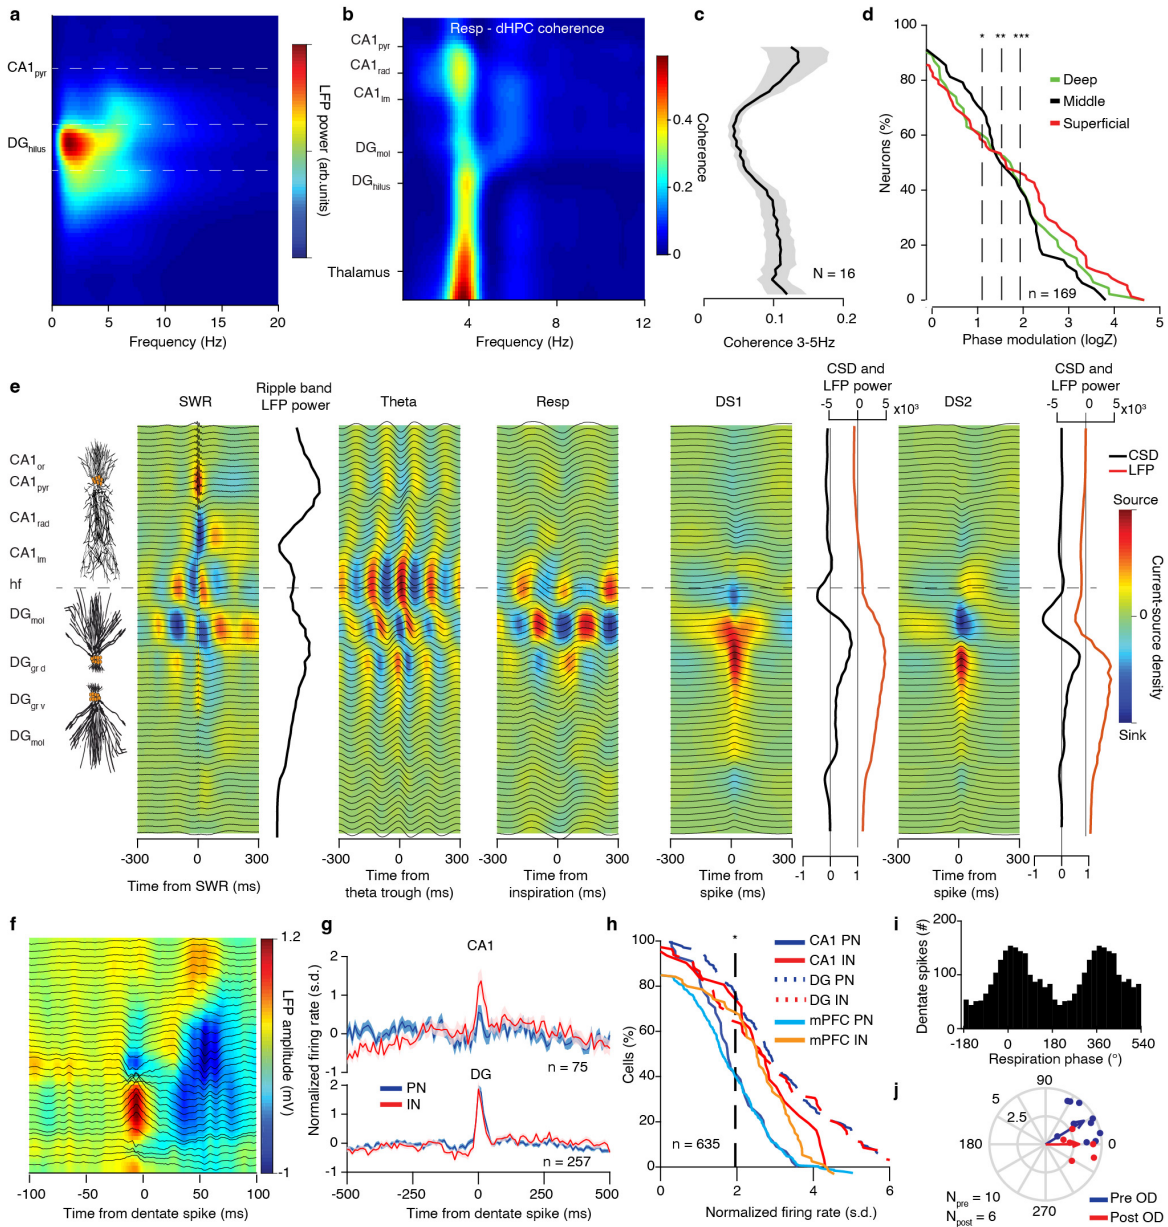 a
CA1pyr
DGhilus
0 5 10 15 20
Frequency (Hz)
LFP power (arb.units)
b
Resp - dHPC coherence
CA1pyr
CA1rad
CA1lm
DGmol
DGhilus
Thalamus
4 8 12
Frequency (Hz)
0.4
0.2
0
Coherence
c
N = 16
0 0.1 0.2
Coherence 3-5Hz
d
100
80
60
40
20
0
Neurons (%)
* ** ***
Deep
Middle
Superficial
n = 169
0 1 2 3 4 5
Phase modulation (logZ)
e
SWR
Ripple band
LFP power
Theta
Resp
DS1
CSD and
LFP power
-5 0 5 x10³
DS2
CSD and
LFP power
-5 0 5 x10³
CSD
LFP
CA1or
CA1pyr
CA1rad
CA1lm
hf
DGmol
DGgr d
DGgr v
DGmol
Source
0
Sink
Current-source density
-300 0 300
Time from SWR (ms)
-300 0 300
Time from
theta trough (ms)
-300 0 300
Time from
inspiration (ms)
-300 0 300
Time from
spike (ms)
-1 0 1
-300 0 300
Time from
spike (ms)
-1 0 1
f
1.2
-1
LFP amplitude (mV)
-100 -50 0 50 100
Time from dentate spike (ms)
g
CA1
2
1
0
-1
n = 75
DG
2
1
0
-1
PN
IN
n = 257
Normalized firing rate (s.d.)
-500 -250 0 250 500
Time from dentate spike (ms)
h
100
80
60
40
20
0
Cells (%)
*
CA1 PN
CA1 IN
DG PN
DG IN
mPFC PN
mPFC IN
n = 635
0 2 4 6
Normalized firing rate (s.d.)
i
200
100
0
Dentate spikes (#)
-180 0 180 360 540
Respiration phase (°)
j
90
5
2.5
180
0
270
Npre = 10
Npost = 6
Pre OD
Post OD